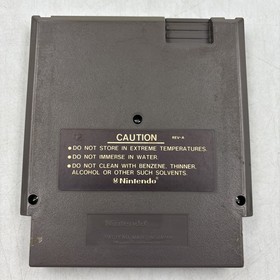 CAUTION REV-A
● DO NOT STORE IN EXTREME TEMPERATURES.
● DO NOT IMMERSE IN WATER.
● DO NOT CLEAN WITH BENZENE, THINNER,
ALCOHOL OR OTHER SUCH SOLVENTS.
Nintendo®